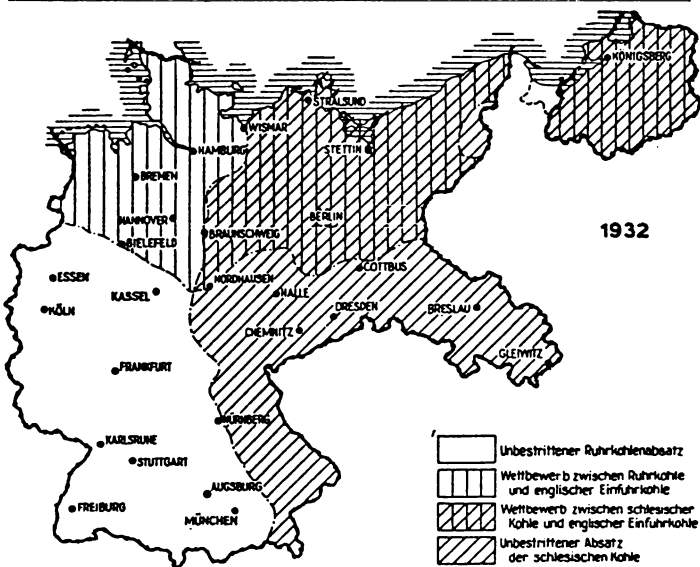 KÖNIGSBERG
STRALSUND
WISMAR
HAMBURG
STETTIN
BREMEN
HANNOVER
BERLIN
BRAUNSCHWEIG
1932
BIELEFELD
COTTBUS
ESSEN
NORDHAUSEN
KASSEL
HALLE
KÖLN
DRESDEN
BRESLAU
CHEMNITZ
GLEIWITZ
FRANKFURT
NÜRNBERG
KARLSRUHE
STUTTGART
AUGSBURG
FREIBURG
MÜNCHEN
Unbestrittener Ruhrkohlenabsatz
Wettbewerb zwischen Ruhrkohle
und englischer Einfuhrkohle
Wettbewerb zwischen schlesischer
Kohle und englischer Einfuhrkohle
Unbestrittener Absatz
der schlesischen Kohle